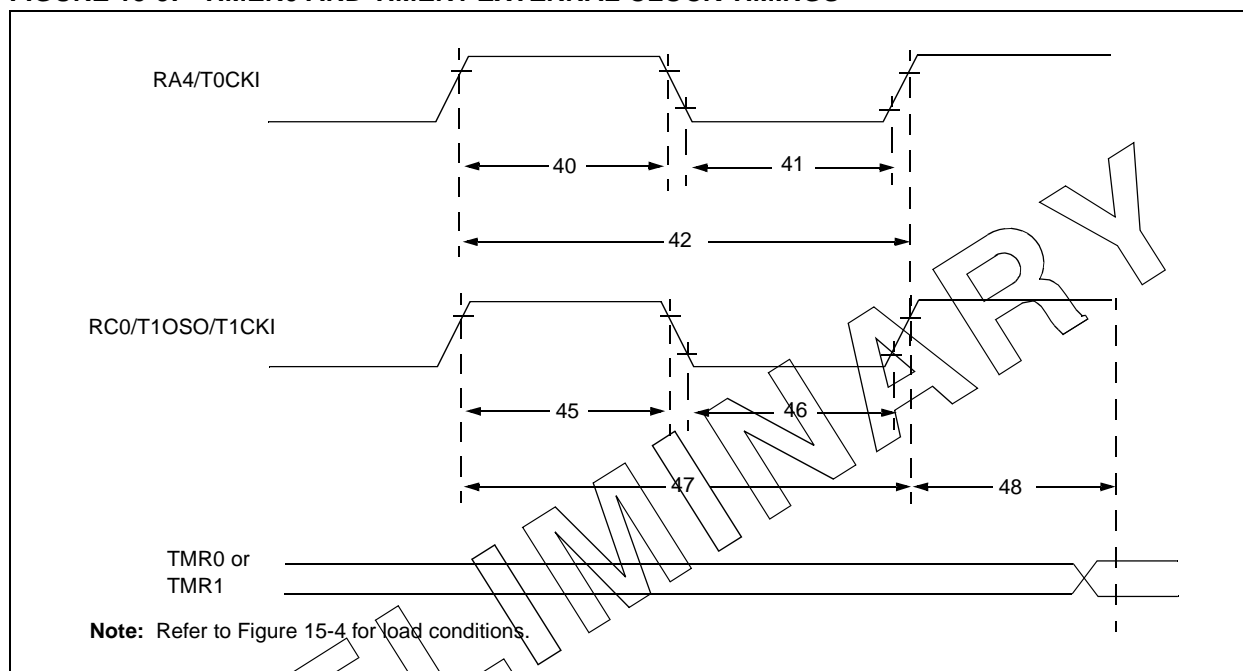 RA4/T0CKI
40
41
42
RC0/T1OSO/T1CKI
45
46
47
48
TMR0 or
TMR1
Note: Refer to Figure 15-4 for load conditions.